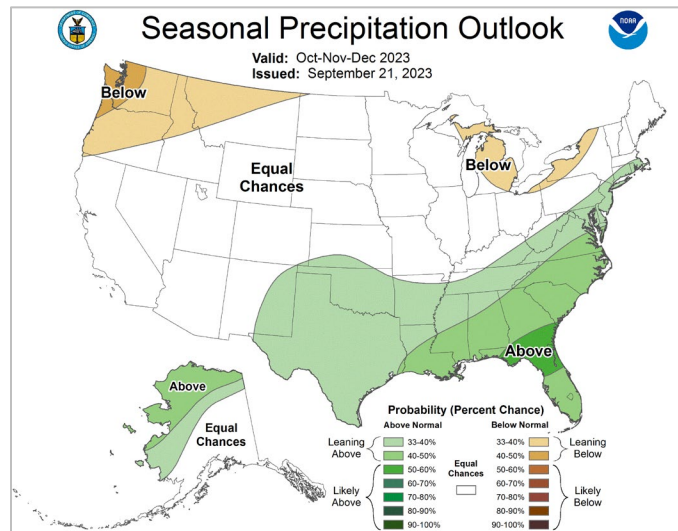 Seasonal Precipitation Outlook
NOAA
Valid: Oct-Nov-Dec 2023
Issued: September 21, 2023
Below
Equal
Chances
Below
Above
Above
Equal
Chances
Probability (Percent Chance)
Above Normal
Below Normal
Leaning
Above
33-40%
40-50%
Likely
Above
50-60%
60-70%
70-80%
80-90%
90-100%
Equal
Chances
33-40%
40-50%
Leaning
Below
50-60%
60-70%
70-80%
80-90%
90-100%
Likely
Below